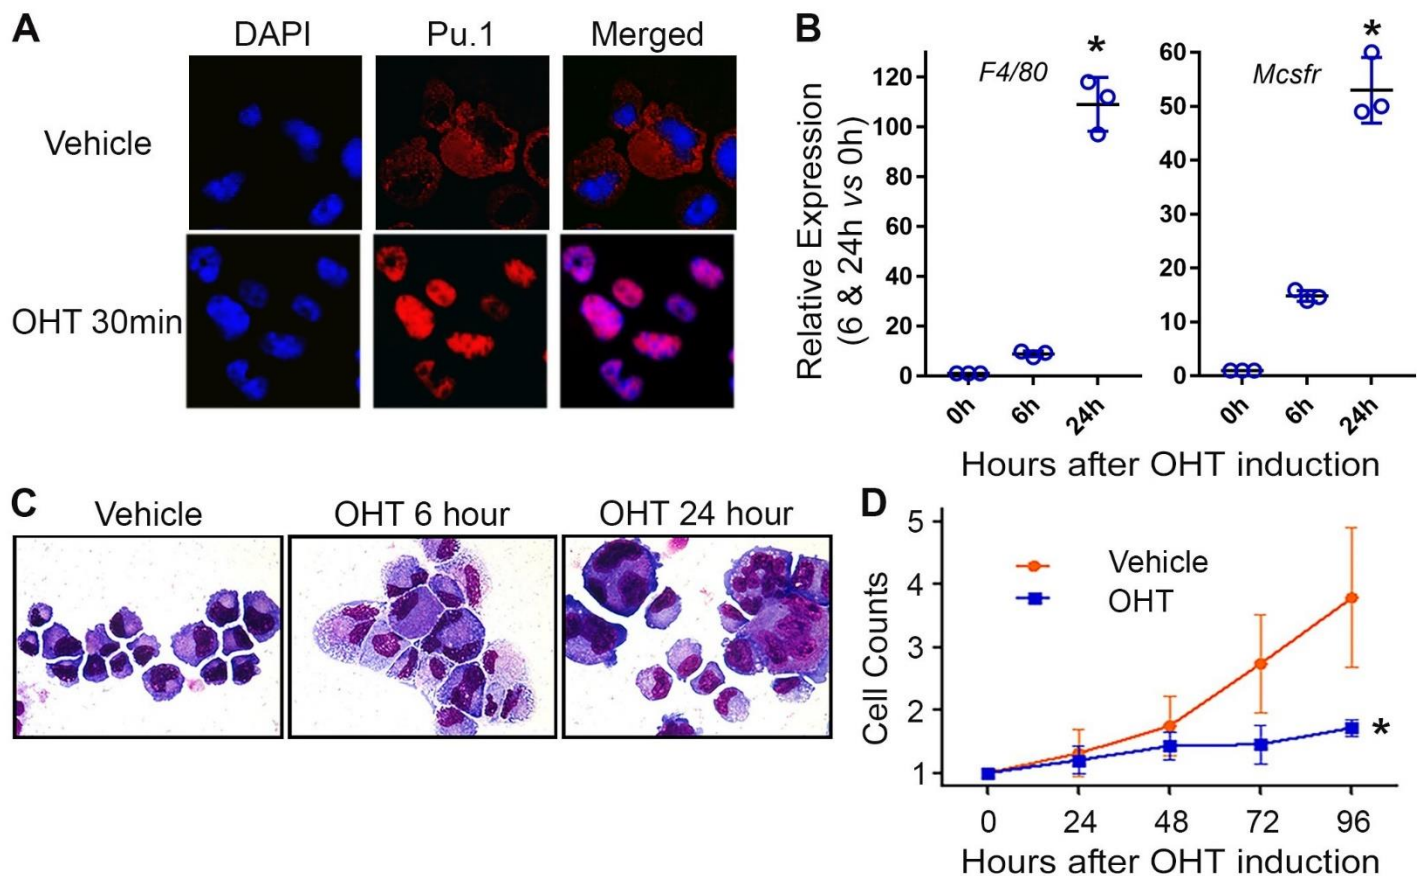 A
DAPI Pu.1 Merged
Vehicle
OHT 30min
B
Relative Expression
(6 & 24h vs 0h)
F4/80
*
120
100
80
60
40
20
0
0h 6h 24h
Mcsfr
*
60
50
40
30
20
10
0
0h 6h 24h
Hours after OHT induction
C
Vehicle OHT 6 hour OHT 24 hour
D
Cell Counts
5
4
3
2
1
Vehicle
OHT
*
0 24 48 72 96
Hours after OHT induction